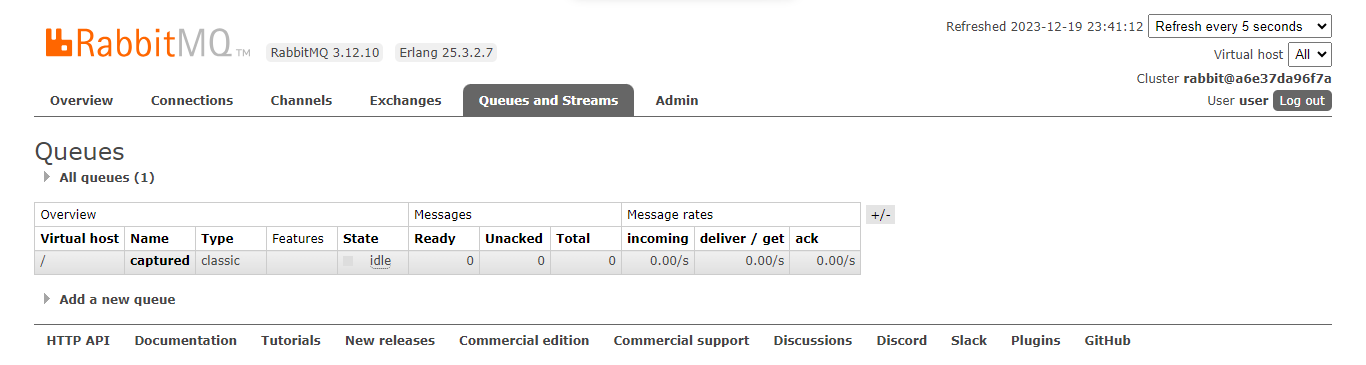 Refreshed 2023-12-19 23:41:12 Refresh every 5 seconds
RabbitMQ TM RabbitMQ 3.12.10 Erlang 25.3.2.7
Virtual host All
Cluster rabbit@a6e37da96f7a
User user Log out
Overview Connections Channels Exchanges Queues and Streams Admin
Queues
All queues (1)
Overview Messages Message rates +/-
Virtual host Name Type Features State Ready Unacked Total incoming deliver / get ack
/ captured classic idle 0 0 0 0.00/s 0.00/s 0.00/s
Add a new queue
HTTP API Documentation Tutorials New releases Commercial edition Commercial support Discussions Discord Slack Plugins GitHub